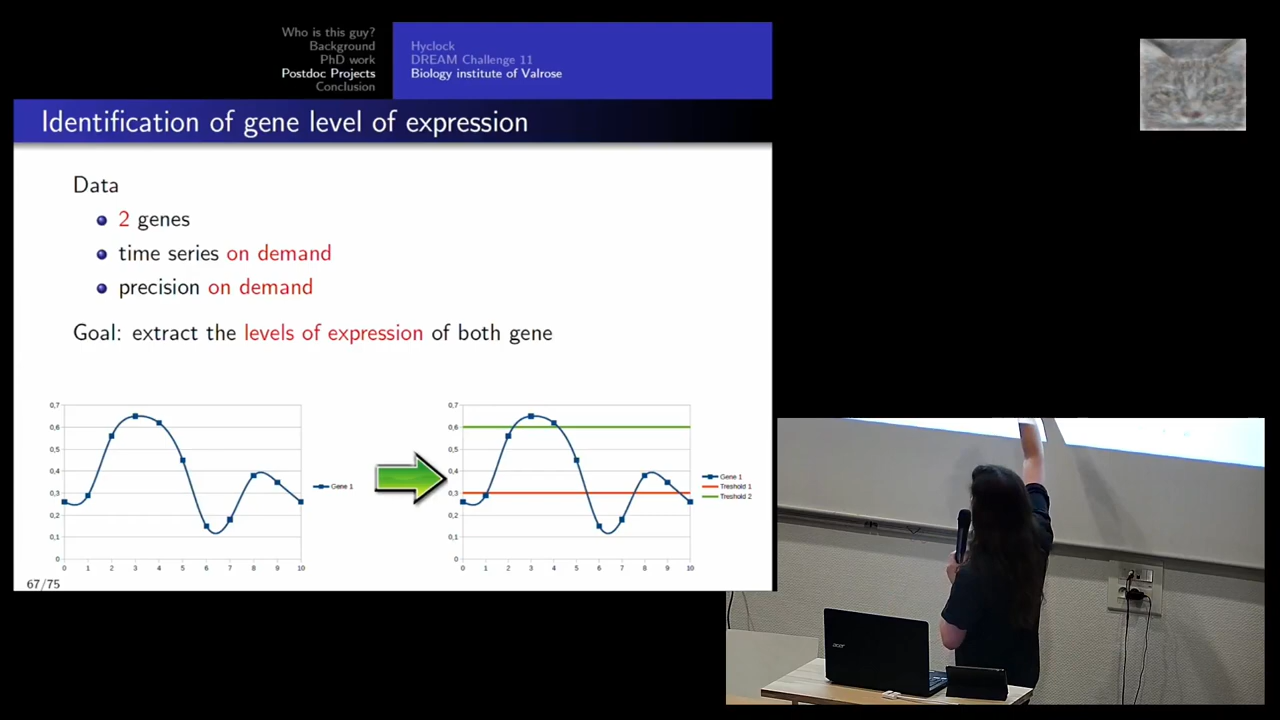 Who is this guy?
Background
PhD work
Postdoc Projects
Conclusion
Hyclock
DREAM Challenge 11
Biology institute of Valrose
Identification of gene level of expression
Data
2 genes
time series on demand
precision on demand
Goal: extract the levels of expression of both gene
0,7
0,6
0,5
0,4
0,3
0,2
0,1
0
0 1 2 3 4 5 6 7 8 9 10
Gene 1
0,7
0,6
0,5
0,4
0,3
0,2
0,1
0
0 1 2 3 4 5 6 7 8 9 10
Gene 1
Treshold 1
Treshold 2
67/75
acer